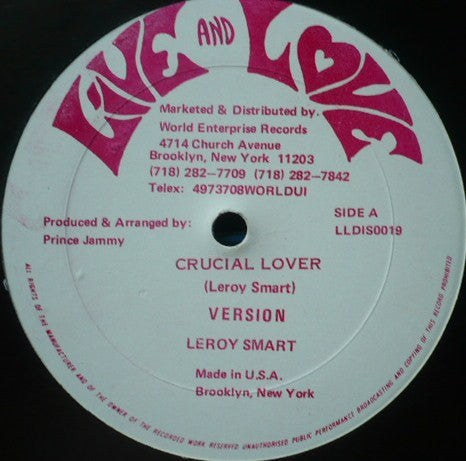 LIVE AND LOVE
Marketed & Distributed by.
World Enterprise Records
4714 Church Avenue
Brooklyn, New York 11203
(718) 282-7709 (718) 282-7842
Telex: 4973708WORLDUI
Produced & Arranged by:
Prince Jammy
SIDE A
LLDIS0019
CRUCIAL LOVER
(Leroy Smart)
VERSION
LEROY SMART
Made in U.S.A.
Brooklyn, New York
ALL RIGHTS OF THE MANUFACTURER AND OF THE OWNER OF THE RECORDED WORK RESERVED UNAUTHORISED PUBLIC PERFORMANCE BROADCASTING AND COPYING OF THIS RECORD PROHIBITED